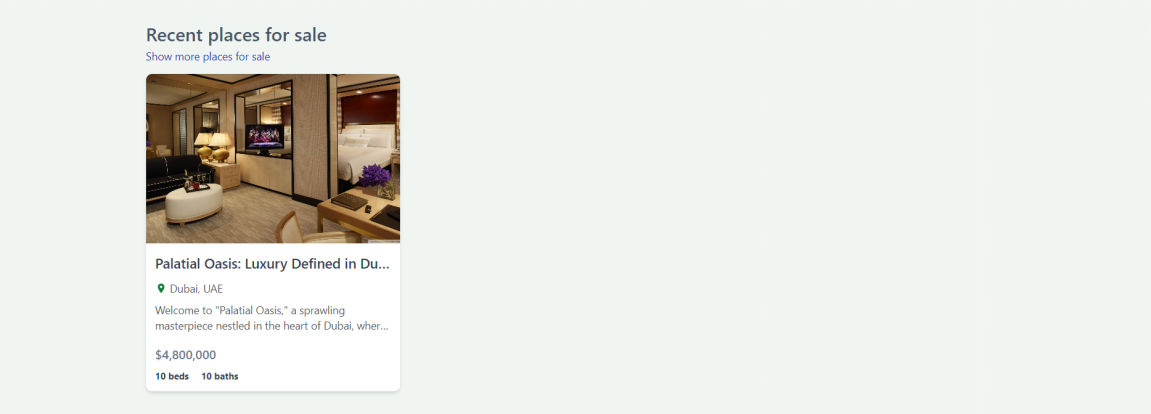 Recent places for sale
Show more places for sale
Palatial Oasis: Luxury Defined in Du...
Dubai, UAE
Welcome to "Palatial Oasis," a sprawling
masterpiece nestled in the heart of Dubai, wher...
$4,800,000
10 beds 10 baths